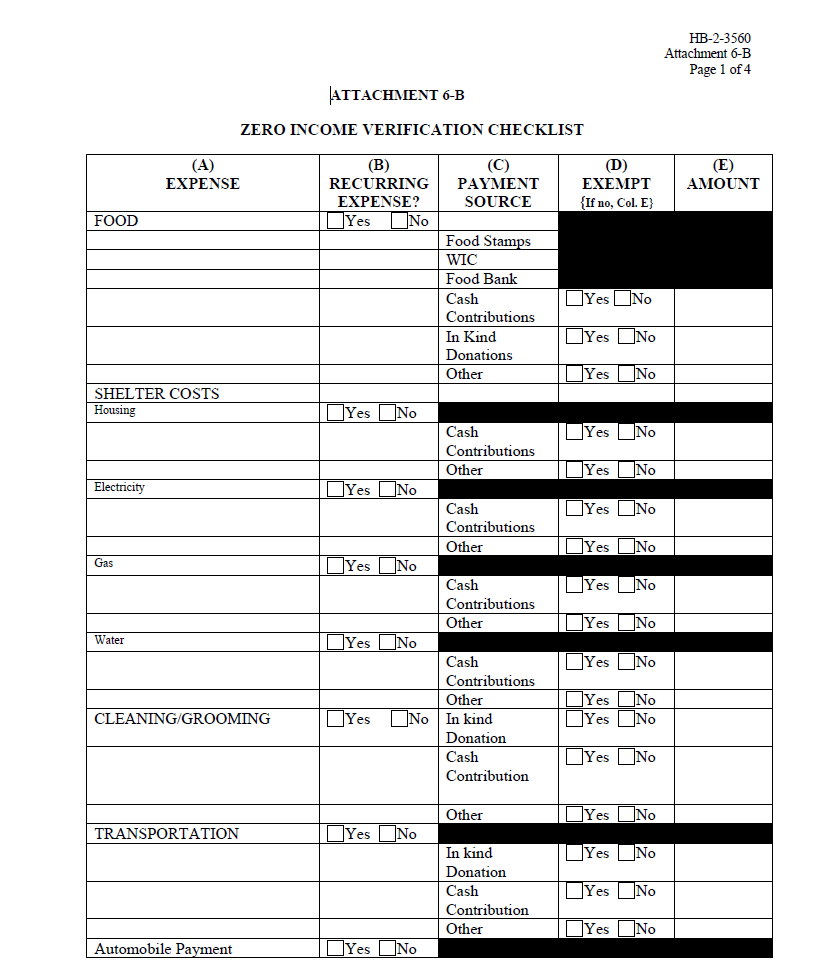 HB-2-3560
Attachment 6-B
Page 1 of 4
ATTACHMENT 6-B
ZERO INCOME VERIFICATION CHECKLIST
(A) (B) (C) (D) (E)
EXPENSE RECURRING PAYMENT EXEMPT AMOUNT
EXPENSE? SOURCE {If no, Col. E}
FOOD Yes No
Food Stamps
WIC
Food Bank
Cash Yes No
Contributions
In Kind Yes No
Donations
Other Yes No
SHELTER COSTS
Housing Yes No
Cash Yes No
Contributions
Other Yes No
Electricity Yes No
Cash Yes No
Contributions
Other Yes No
Gas Yes No
Cash Yes No
Contributions
Other Yes No
Water Yes No
Cash Yes No
Contributions
Other Yes No
CLEANING/GROOMING Yes No In kind Yes No
Donation
Cash Yes No
Contribution
Other Yes No
TRANSPORTATION Yes No
In kind Yes No
Donation
Cash Yes No
Contribution
Other Yes No
Automobile Payment Yes No